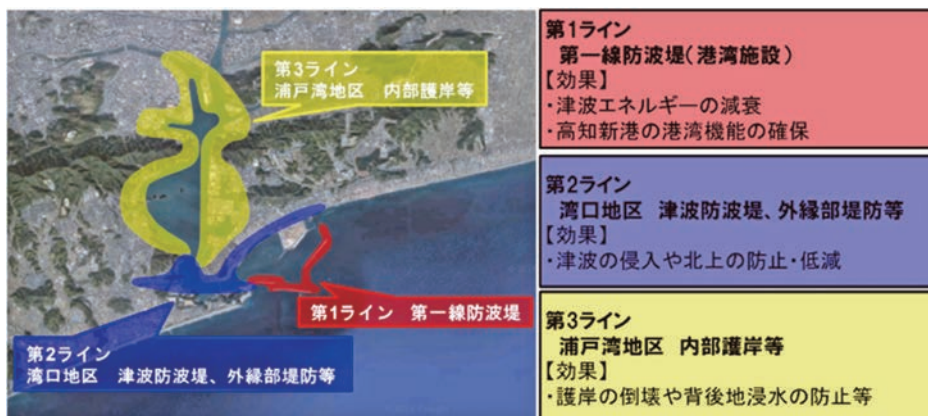 第3ライン
浦戸湾地区　内部護岸等
第1ライン　第一線防波堤
第2ライン
湾口地区　津波防波堤、外縁部堤防等
第1ライン
第一線防波堤(港湾施設)
【効果】
・津波エネルギーの減衰
・高知新港の港湾機能の確保
第2ライン
湾口地区　津波防波堤、外縁部堤防等
【効果】
・津波の侵入や北上の防止・低減
第3ライン
浦戸湾地区　内部護岸等
【効果】
・護岸の倒壊や背後地浸水の防止等